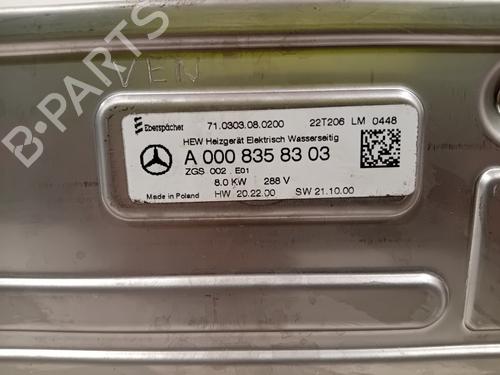 VEN
Eberspächer 71.0303.08.0200 22T206 LM 0448
HEW Heizgerät Elektrisch Wasserseitig
A 000 835 83 03
ZGS 002 E01
8.0 KW 288 V
Made in Poland HW 20.22.00 SW 21.10.00
B-PARTS